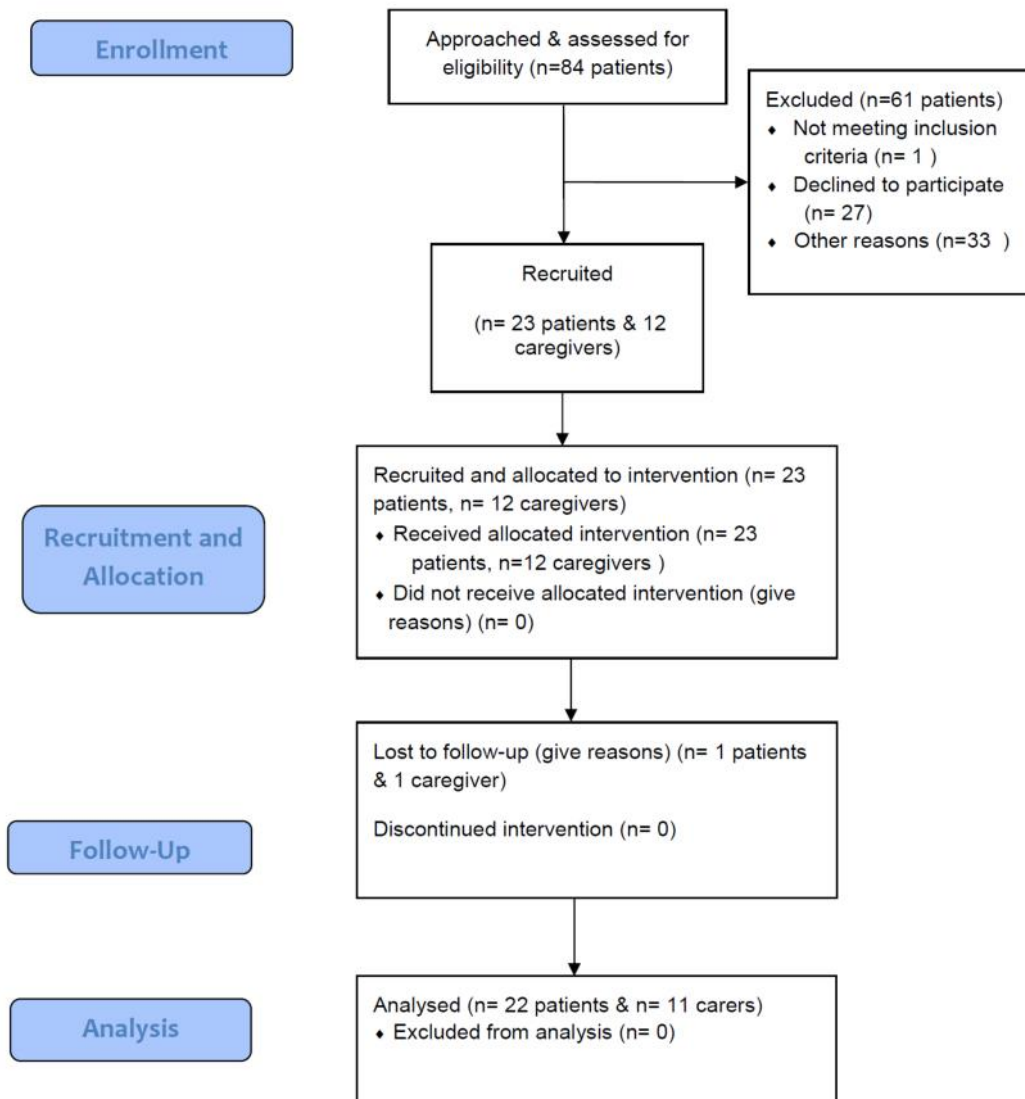 Enrollment
Approached & assessed for
eligibility (n=84 patients)
Excluded (n=61 patients)
♦ Not meeting inclusion
criteria (n= 1 )
♦ Declined to participate
(n= 27)
♦ Other reasons (n=33 )
Recruited
(n= 23 patients & 12
caregivers)
Recruitment and
Allocation
Recruited and allocated to intervention (n= 23
patients, n= 12 caregivers)
♦ Received allocated intervention (n= 23
patients, n=12 caregivers )
♦ Did not receive allocated intervention (give
reasons) (n= 0)
Follow-Up
Lost to follow-up (give reasons) (n= 1 patients
& 1 caregiver)
Discontinued intervention (n= 0)
Analysis
Analysed (n= 22 patients & n= 11 carers)
♦ Excluded from analysis (n= 0)